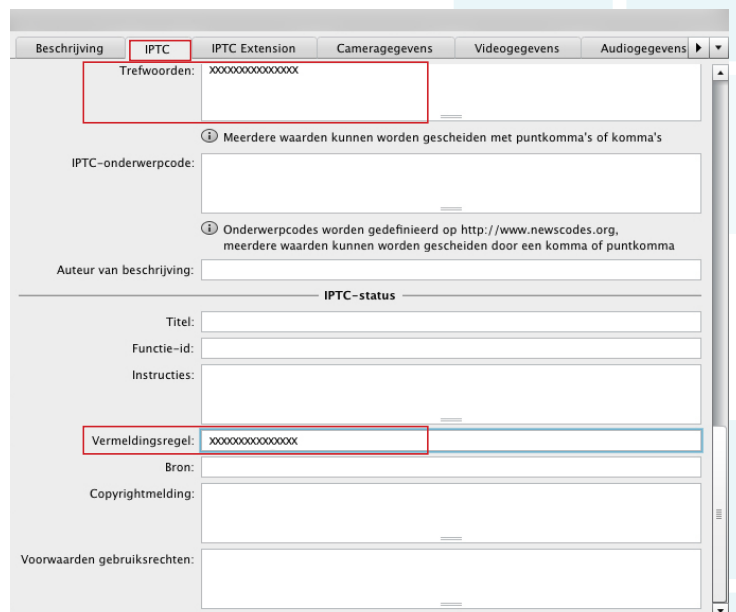 Beschrijving IPTC IPTC Extension Cameragegevens Videogegevens Audiogegevens
Trefwoorden: XXXXXXXXXXXXXXX
Meerdere waarden kunnen worden gescheiden met puntkomma's of komma's
IPTC-onderwerpcode:
Onderwerpcodes worden gedefinieerd op http://www.newscodes.org,
meerdere waarden kunnen worden gescheiden door een komma of puntkomma
Auteur van beschrijving:
IPTC-status
Titel:
Functie-id:
Instructies:
Vermeldingsregel: XXXXXXXXXXXXXXX
Bron:
Copyrightmelding:
Voorwaarden gebruiksrechten: